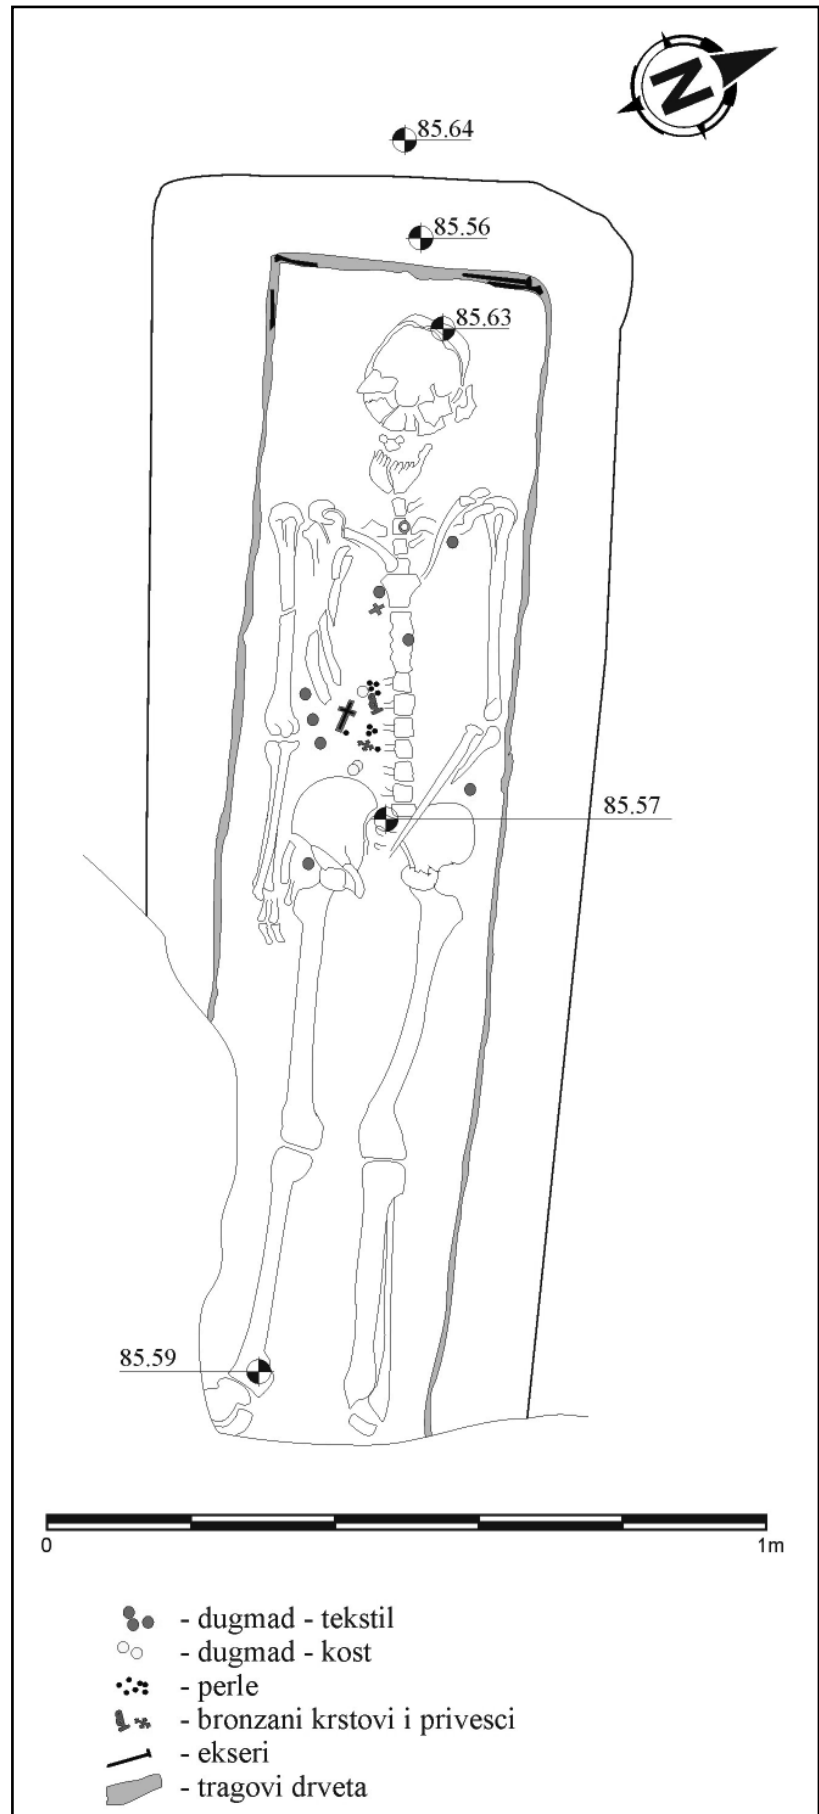 N
85.64
85.56
85.63
85.57
85.59
0 1m
- dugmad - tekstil
- dugmad - kost
- perle
- bronzani krstovi i privesci
- ekseri
- tragovi drveta